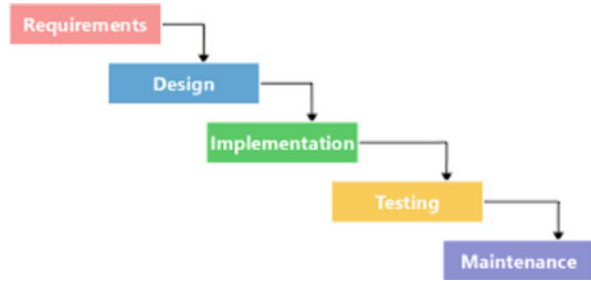 Requirements
Design
Implementation
Testing
Maintenance